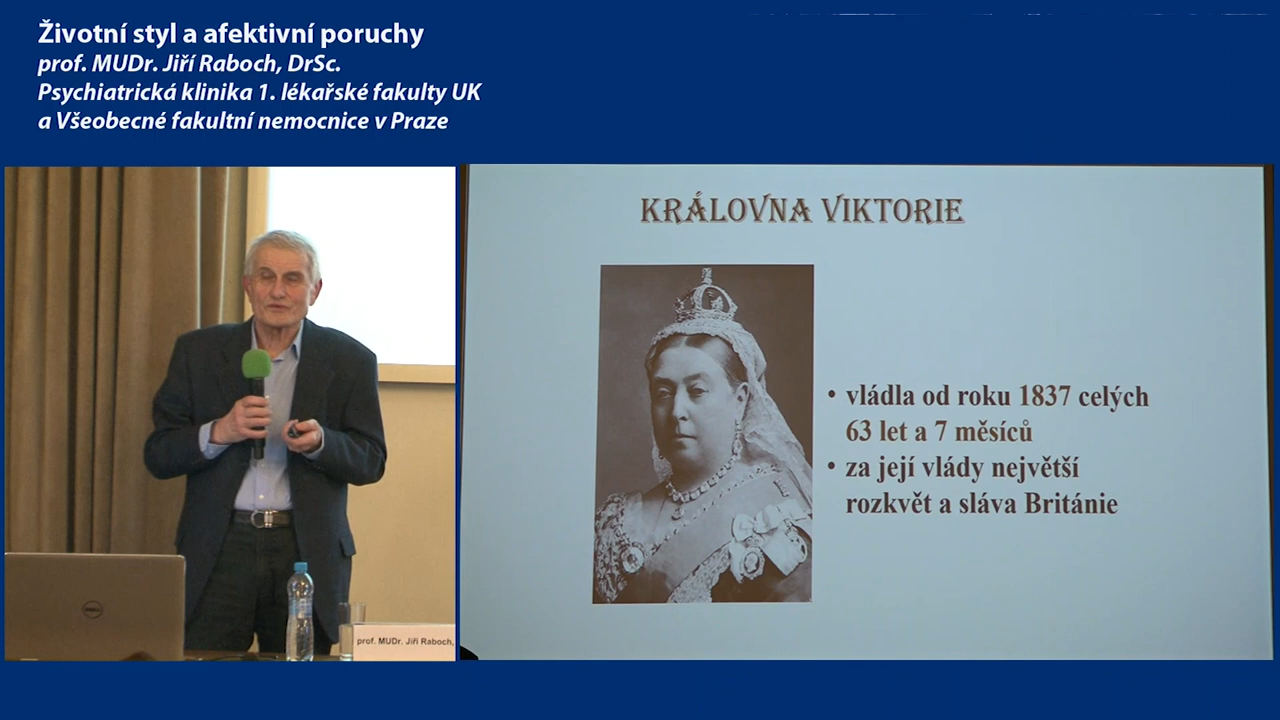 Životní styl a afektivní poruchy
prof. MUDr. Jiří Raboch, DrSc.
Psychiatrická klinika 1. lékařské fakulty UK
a Všeobecné fakultní nemocnice v Praze
KRÁLOVNA VIKTORIE
• vládla od roku 1837 celých
63 let a 7 měsíců
• za její vlády největší
rozkvět a sláva Británie
DELL
prof. MUDr. Jiří Raboch,